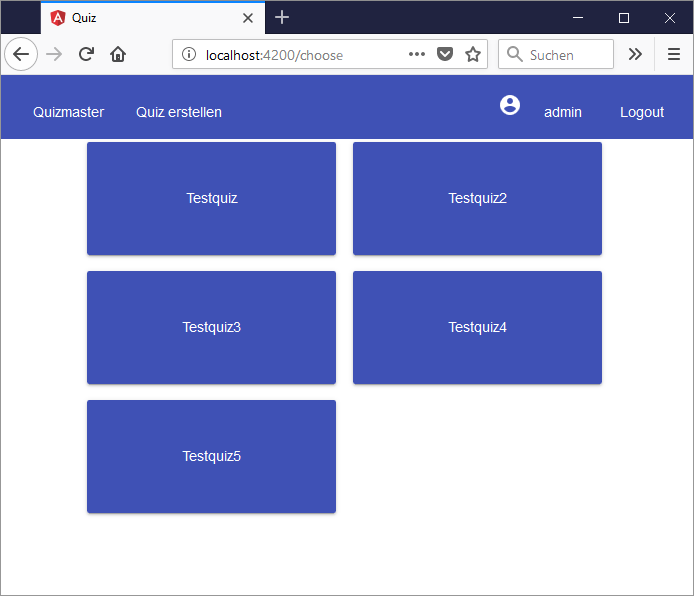 Quiz
localhost:4200/choose
Suchen
Quizmaster Quiz erstellen admin Logout
Testquiz Testquiz2
Testquiz3 Testquiz4
Testquiz5